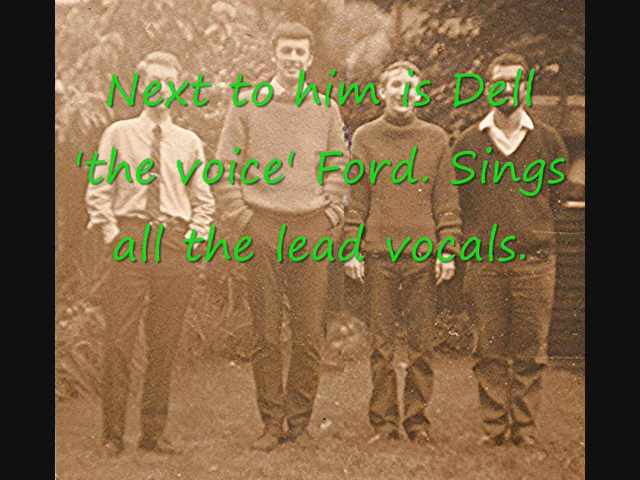 Next to him is Dell
'the voice' Ford. Sings
all the lead vocals.